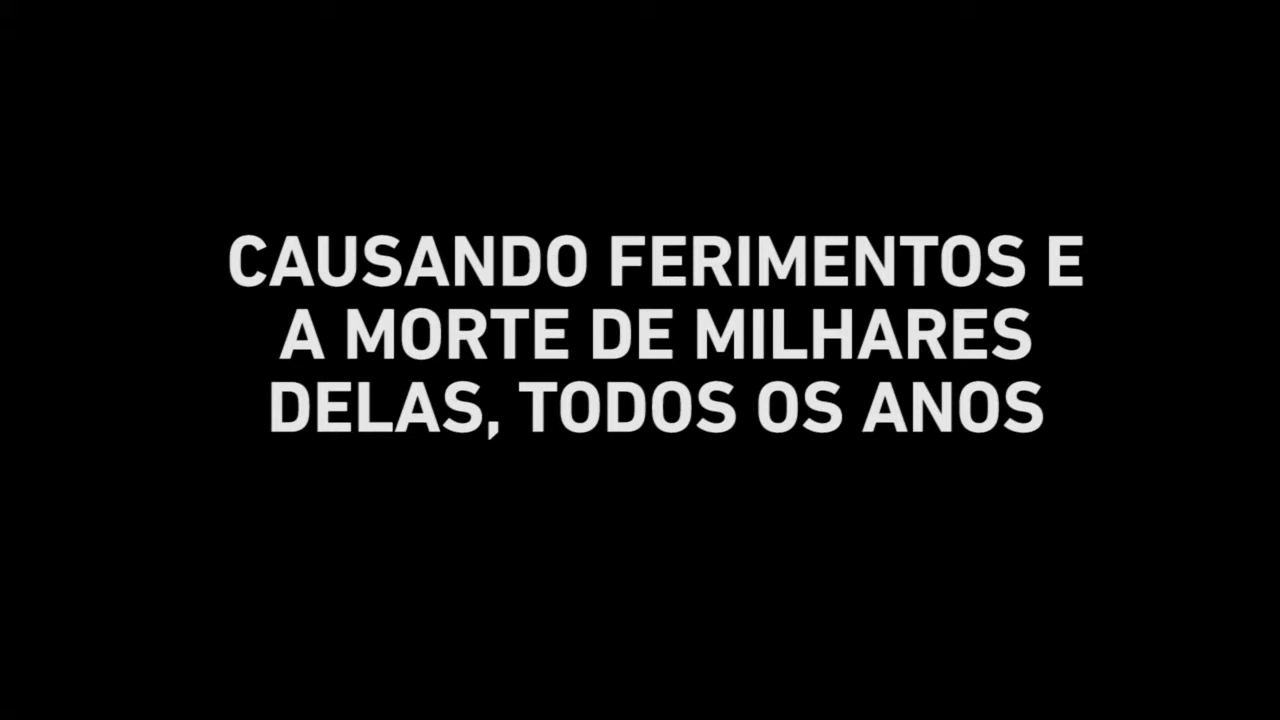 CAUSANDO FERIMENTOS E
A MORTE DE MILHARES
DELAS, TODOS OS ANOS